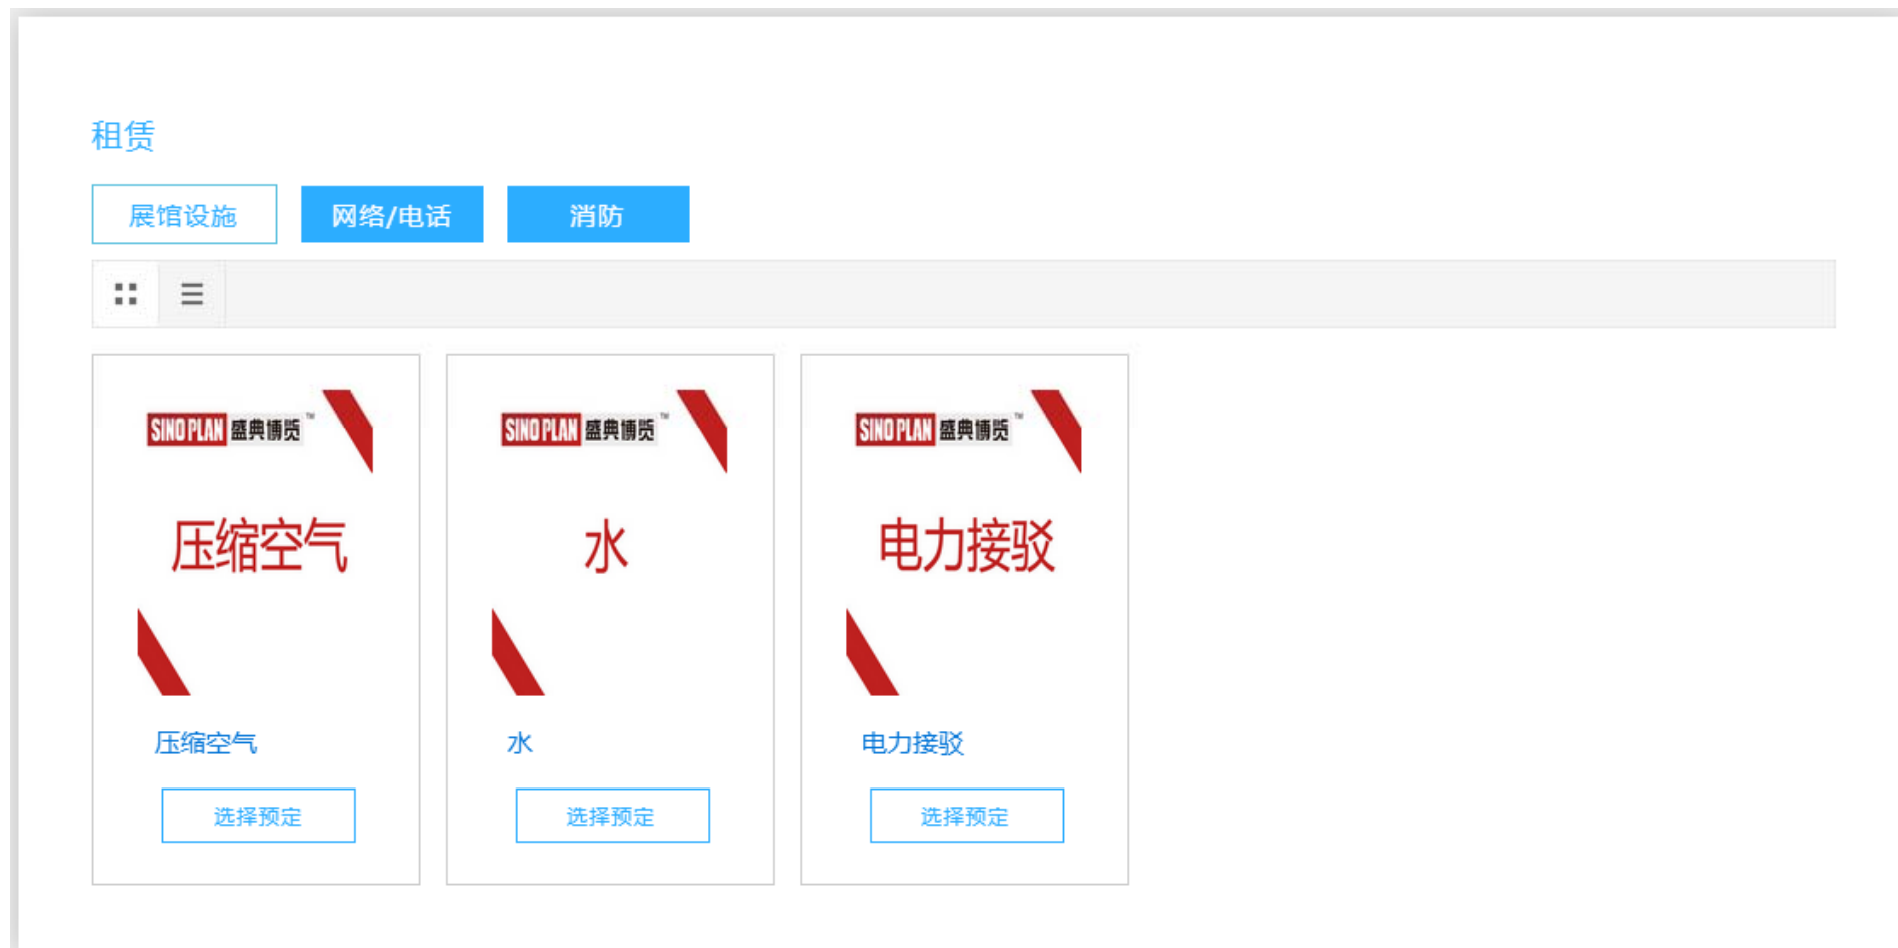 租赁
展馆设施 网络/电话 消防
SINO PLAN 盛典博览 ™ SINO PLAN 盛典博览 ™ SINO PLAN 盛典博览 ™
压缩空气 水 电力接驳
压缩空气 水 电力接驳
选择预定 选择预定 选择预定